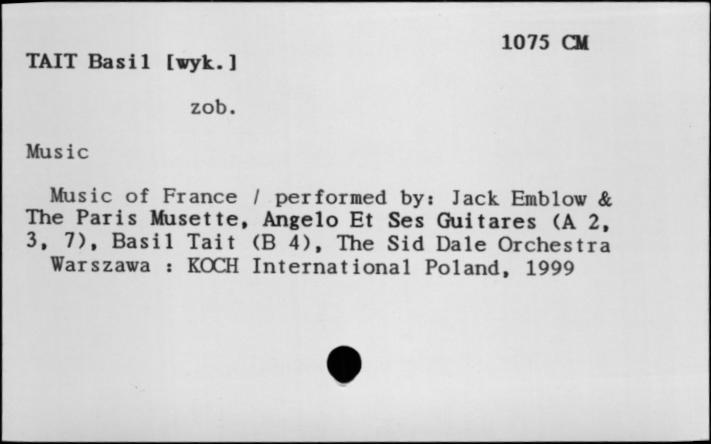 1075 CM
TAIT Basil [wyk.]
zob.
Music
Music of France / performed by: Jack Emblow &
The Paris Musette, Angelo Et Ses Guitares (A 2,
3, 7), Basil Tait (B 4), The Sid Dale Orchestra
Warszawa : KOCH International Poland, 1999